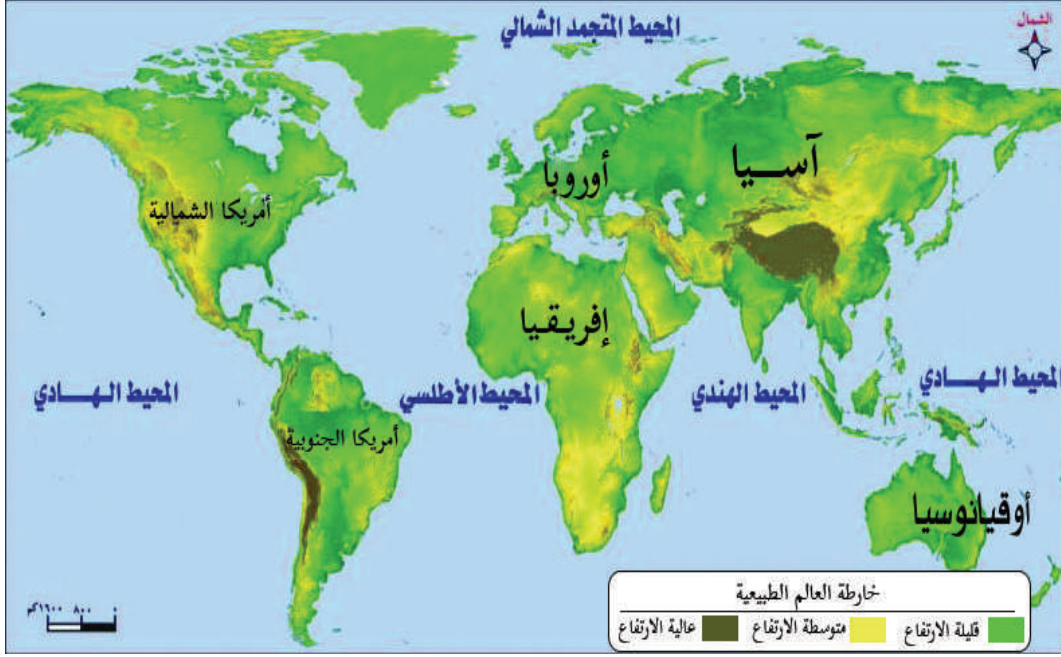 الشمال
المحيط المتجمد الشمالي
آسيا
أوروبا
أمريكا الشمالية
إفريقيا
المحيط الهادي
المحيط الهندي
المحيط الأطلسي
المحيط الهادي
أمريكا الجنوبية
أوقيانوسيا
خارطة العالم الطبيعية
قليلة الارتفاع
متوسطة الارتفاع
عالية الارتفاع
٠ ٨٠٠ ١٦٠٠كم